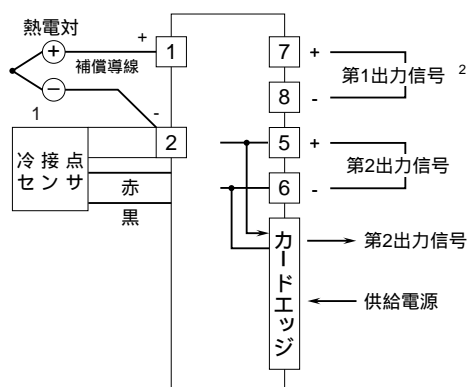 熱電対
+
+
1
補償導線
−
1
-
2
冷接点
センサ
赤
黒
7
+
第1出力信号 2
8
-
5
+
第2出力信号
6
-
カードエッジ
第2出力信号
供給電源